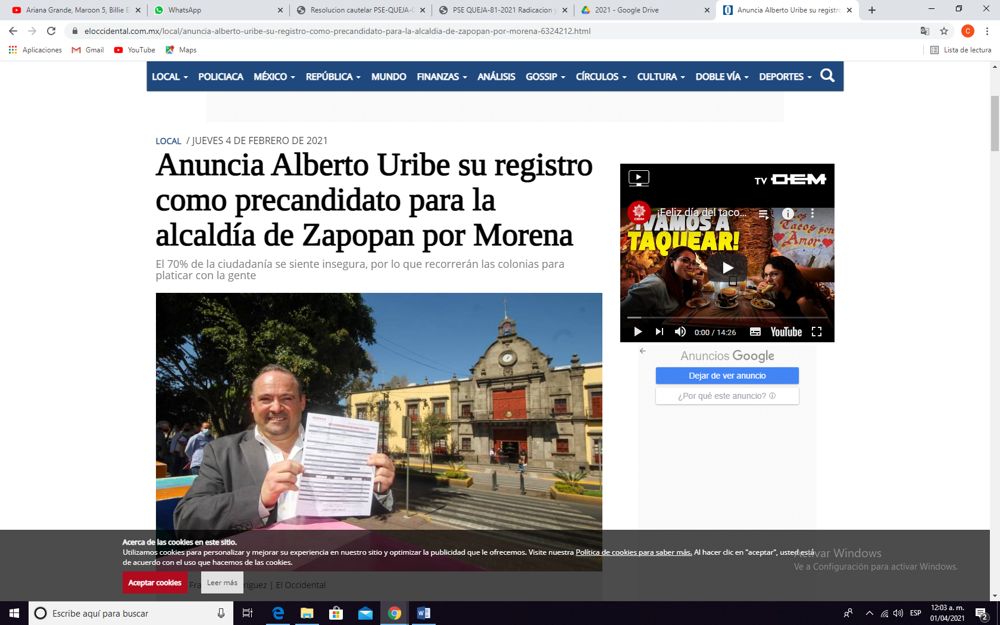 Ariana Grande, Maroon 5, Billie E
WhatsApp
Resolucion cautelar PSE-QUEJA-0
PSE QUEJA-81-2021 Radicacion y
2021 - Google Drive
Anuncia Alberto Uribe su registro
eloccidental.com.mx/local/anuncia-alberto-uribe-su-registro-como-precandidato-para-la-alcaldia-de-zapopan-por-morena-6324212.html
C
Aplicaciones
Gmail
YouTube
Maps
Lista de lectura
LOCAL
POLICIACA
MÉXICO
REPÚBLICA
MUNDO
FINANZAS
ANÁLISIS
GOSSIP
CÍRCULOS
CULTURA
DOBLE VÍA
DEPORTES
LOCAL / JUEVES 4 DE FEBRERO DE 2021
Anuncia Alberto Uribe su registro
como precandidato para la
alcaldía de Zapopan por Morena
El 70% de la ciudadanía se siente insegura, por lo que recorrerán las colonias para
platicar con la gente
morena
TV OEM
OEM
¡Feliz día del taco...
¡VAMOS A
TAQUEAR!
Los
Tacos son
Amor
0:00 / 14:26
YouTube
Anuncios Google
Dejar de ver anuncio
¿Por qué este anuncio?
Acerca de las cookies en este sitio.
Utilizamos cookies para personalizar y mejorar su experiencia en nuestro sitio y optimizar la publicidad que le ofrecemos. Visite nuestra Política de cookies para saber más. Al hacer clic en "aceptar", usted está
de acuerdo con el uso que hacemos de las cookies.
Aceptar cookies
Leer más
Fra
ríguez | El Occidental
Activar Windows
Ve a Configuración para activar Windows.
Escribe aquí para buscar
ESP
12:03 a. m.
01/04/2021
2